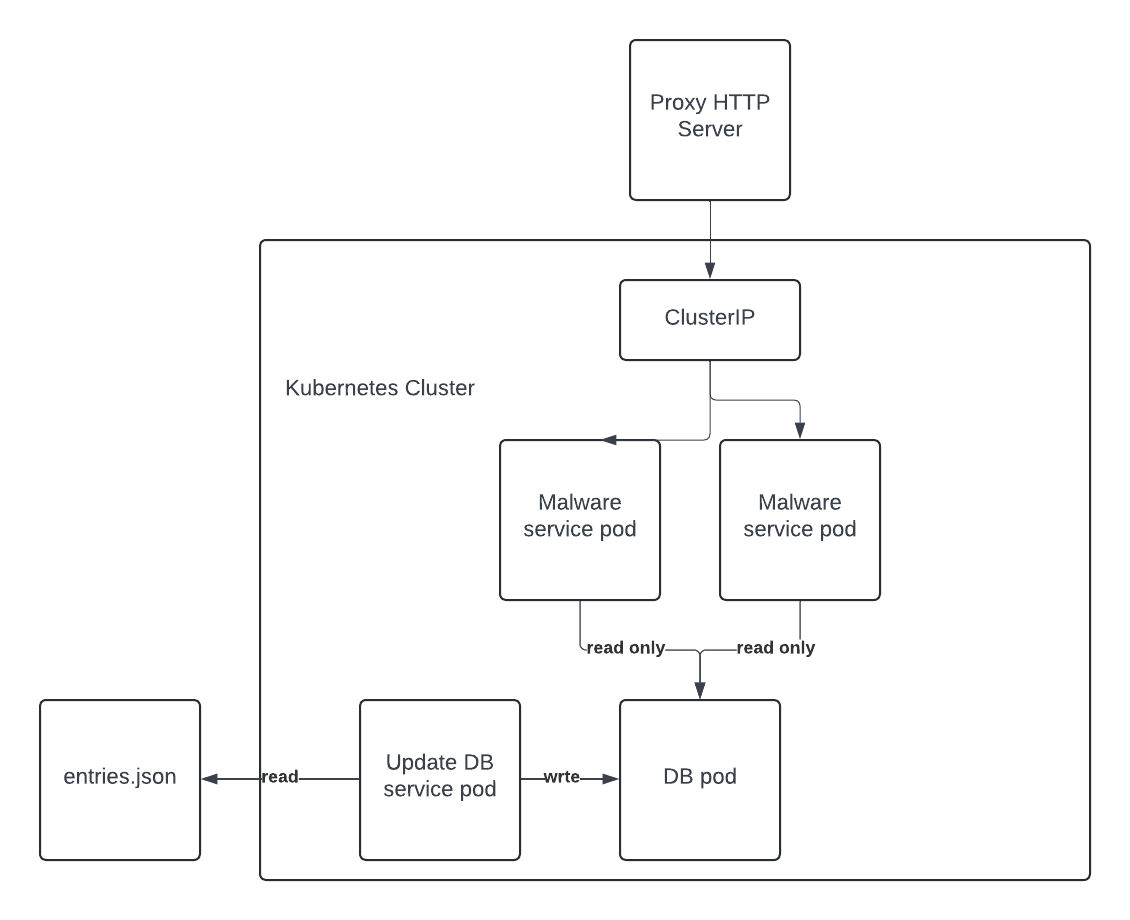 Proxy HTTP
Server
ClusterIP
Kubernetes Cluster
Malware
service pod
Malware
service pod
read only
read only
entries.json
read
Update DB
service pod
wrte
DB pod